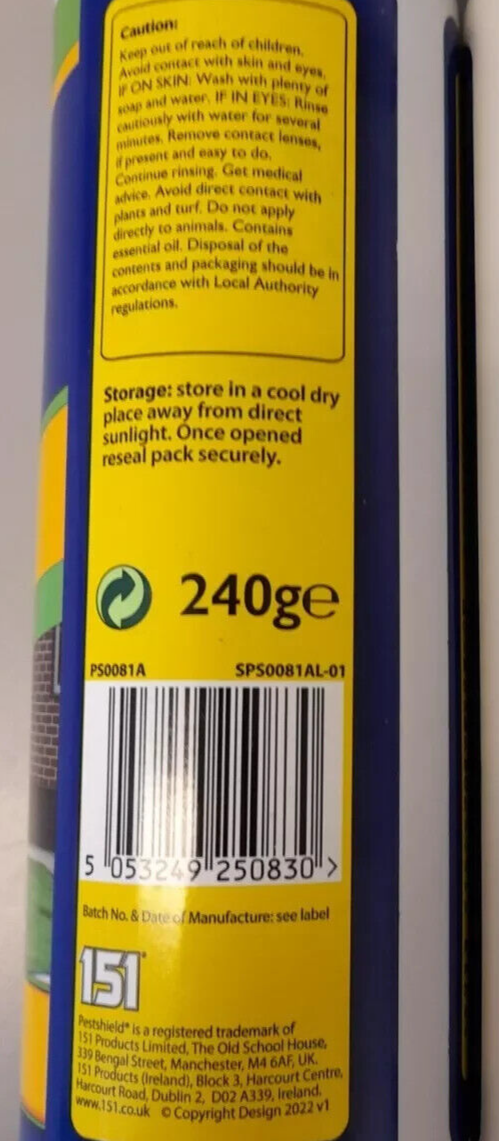 Caution:
Keep out of reach of children.
Avoid contact with skin and eyes.
IF ON SKIN: Wash with plenty of
soap and water. IF IN EYES: Rinse
cautiously with water for several
minutes. Remove contact lenses,
if present and easy to do.
Continue rinsing. Get medical
advice. Avoid direct contact with
plants and turf. Do not apply
directly to animals. Contains
essential oil. Disposal of the
contents and packaging should be in
accordance with Local Authority
regulations.
Storage: store in a cool dry
place away from direct
sunlight. Once opened
reseal pack securely.
240g℮
PS0081A SPS0081AL-01
5 053249 250830 >
Batch No. & Date of Manufacture: see label
151®
Pestshield® is a registered trademark of
151 Products Limited, The Old School House,
339 Bengal Street, Manchester, M4 6AF, UK.
151 Products (Ireland), Block 3, Harcourt Centre,
Harcourt Road, Dublin 2, D02 A339, Ireland.
www.151.co.uk © Copyright Design 2022 v1